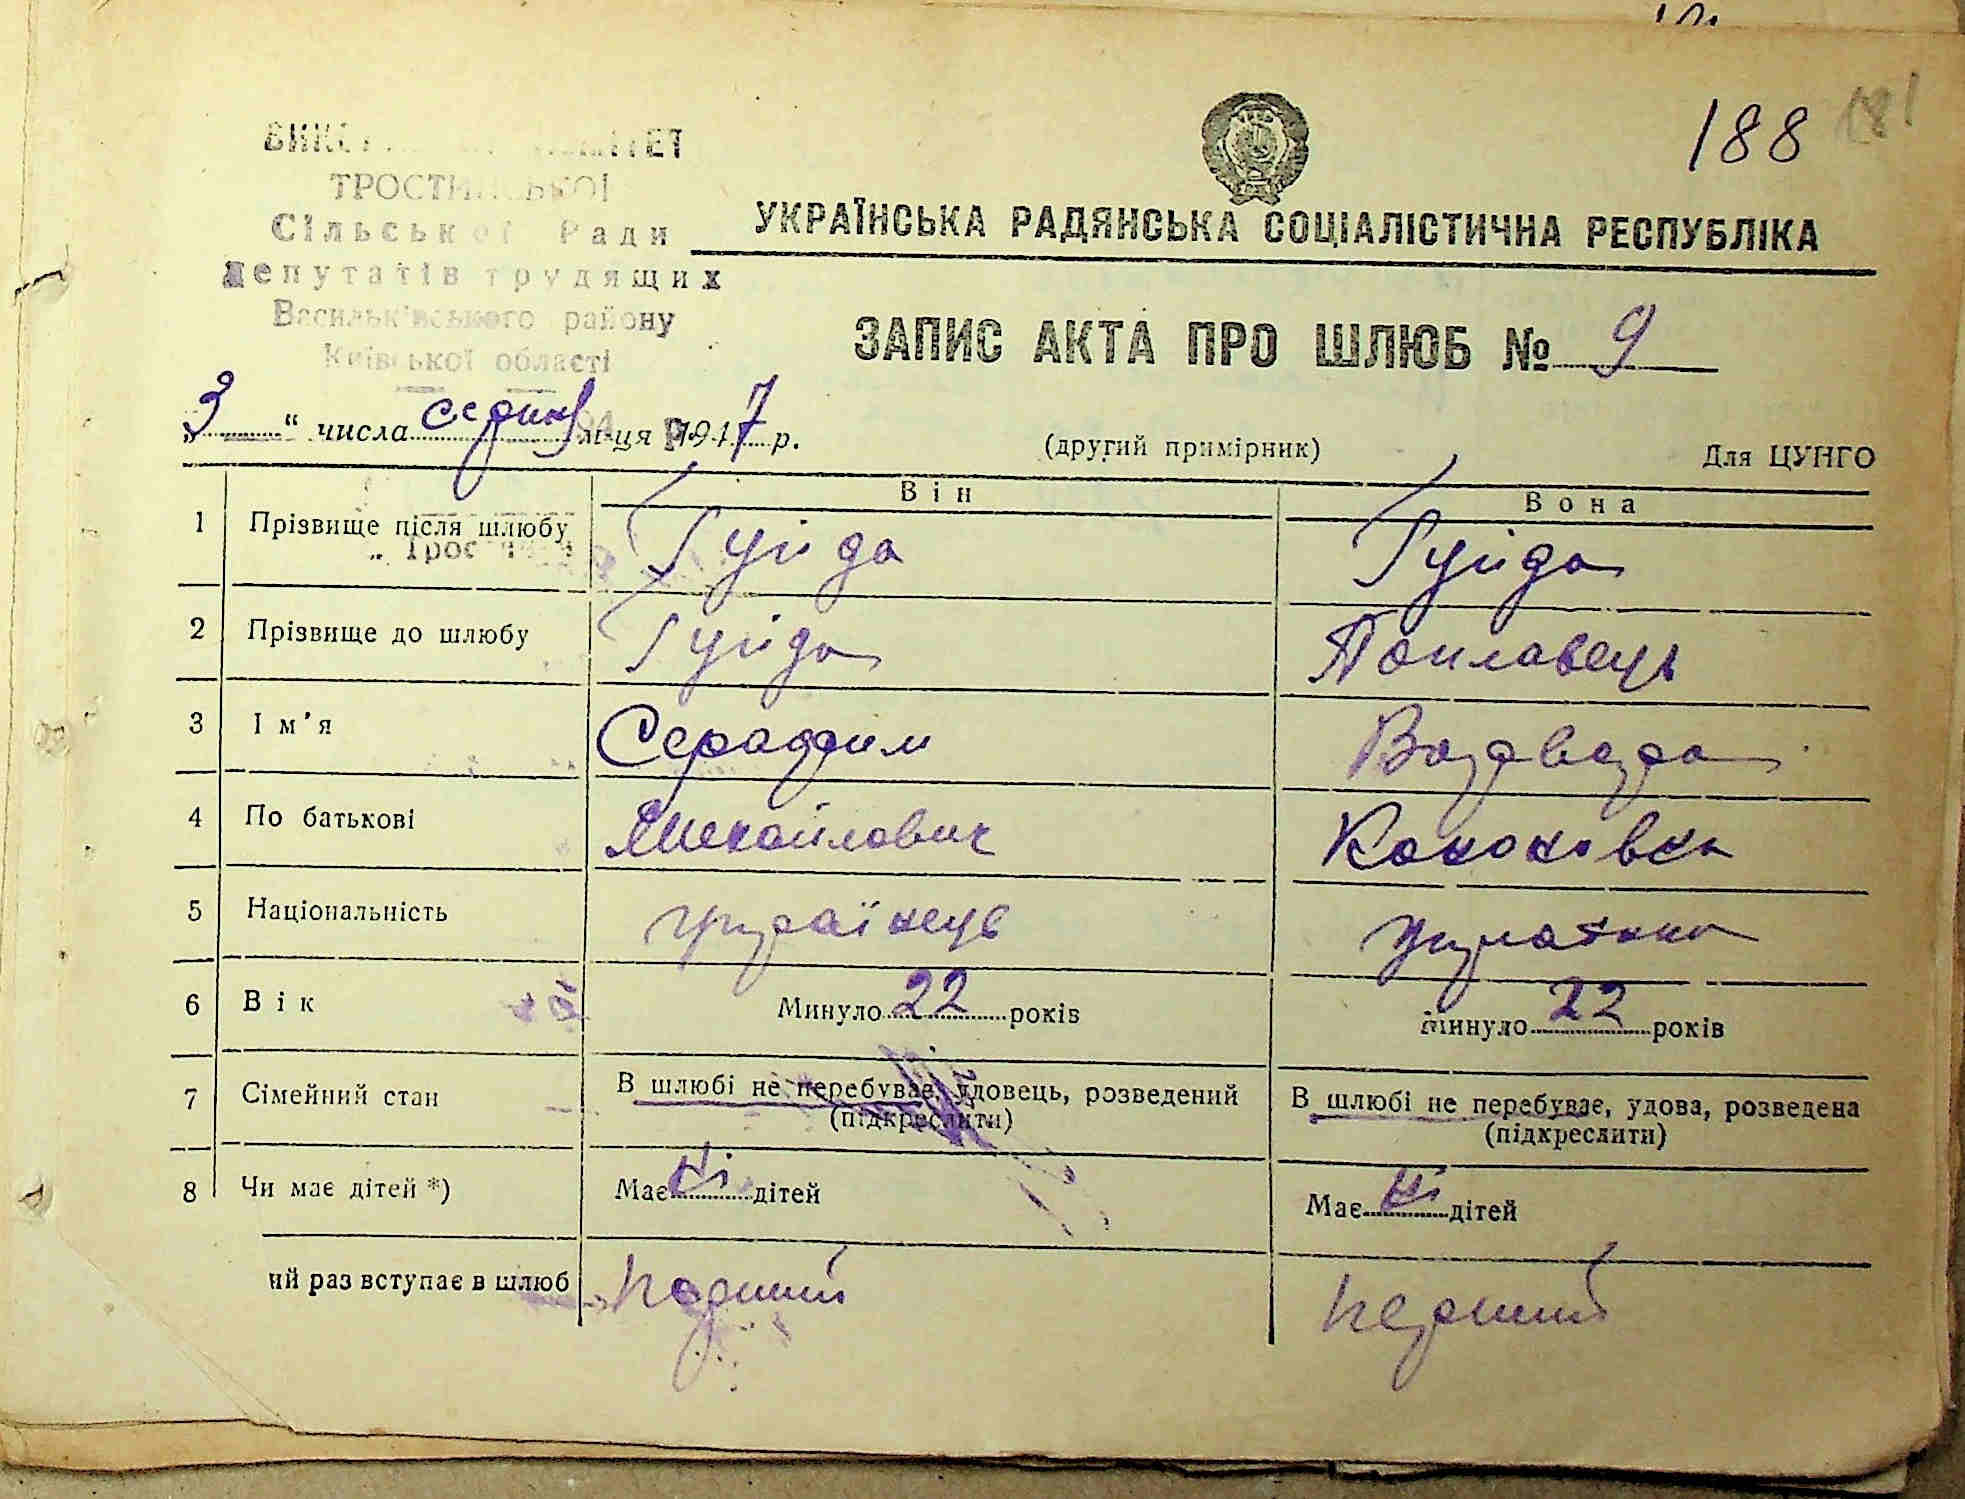 188 181
ТРОСТИНСЬКОЇ
Сільської Ради
депутатів трудящих
Васильківського району
Київської області
УКРАЇНСЬКА РАДЯНСЬКА СОЦІАЛІСТИЧНА РЕСПУБЛІКА
ЗАПИС АКТА ПРО ШЛЮБ № 9
„3“ числа серпня м-ця 1947 р. (другий примірник) Для ЦУНГО
Він Вона
1 Прізвище після шлюбу Гуйда Гуйда
2 Прізвище до шлюбу Гуйда Поплавець
3 Ім’я Серафим Варвара
4 По батькові Михайлович Кононовна
5 Національність українець українка
6 Вік Минуло 22 років Минуло 22 років
7 Сімейний стан В шлюбі не перебуває, удовець, розведений В шлюбі не перебуває, удова, розведена
(підкреслити) (підкреслити)
8 Чи має дітей *) Має ні дітей Має ні дітей
ий раз вступає в шлюб перший перший